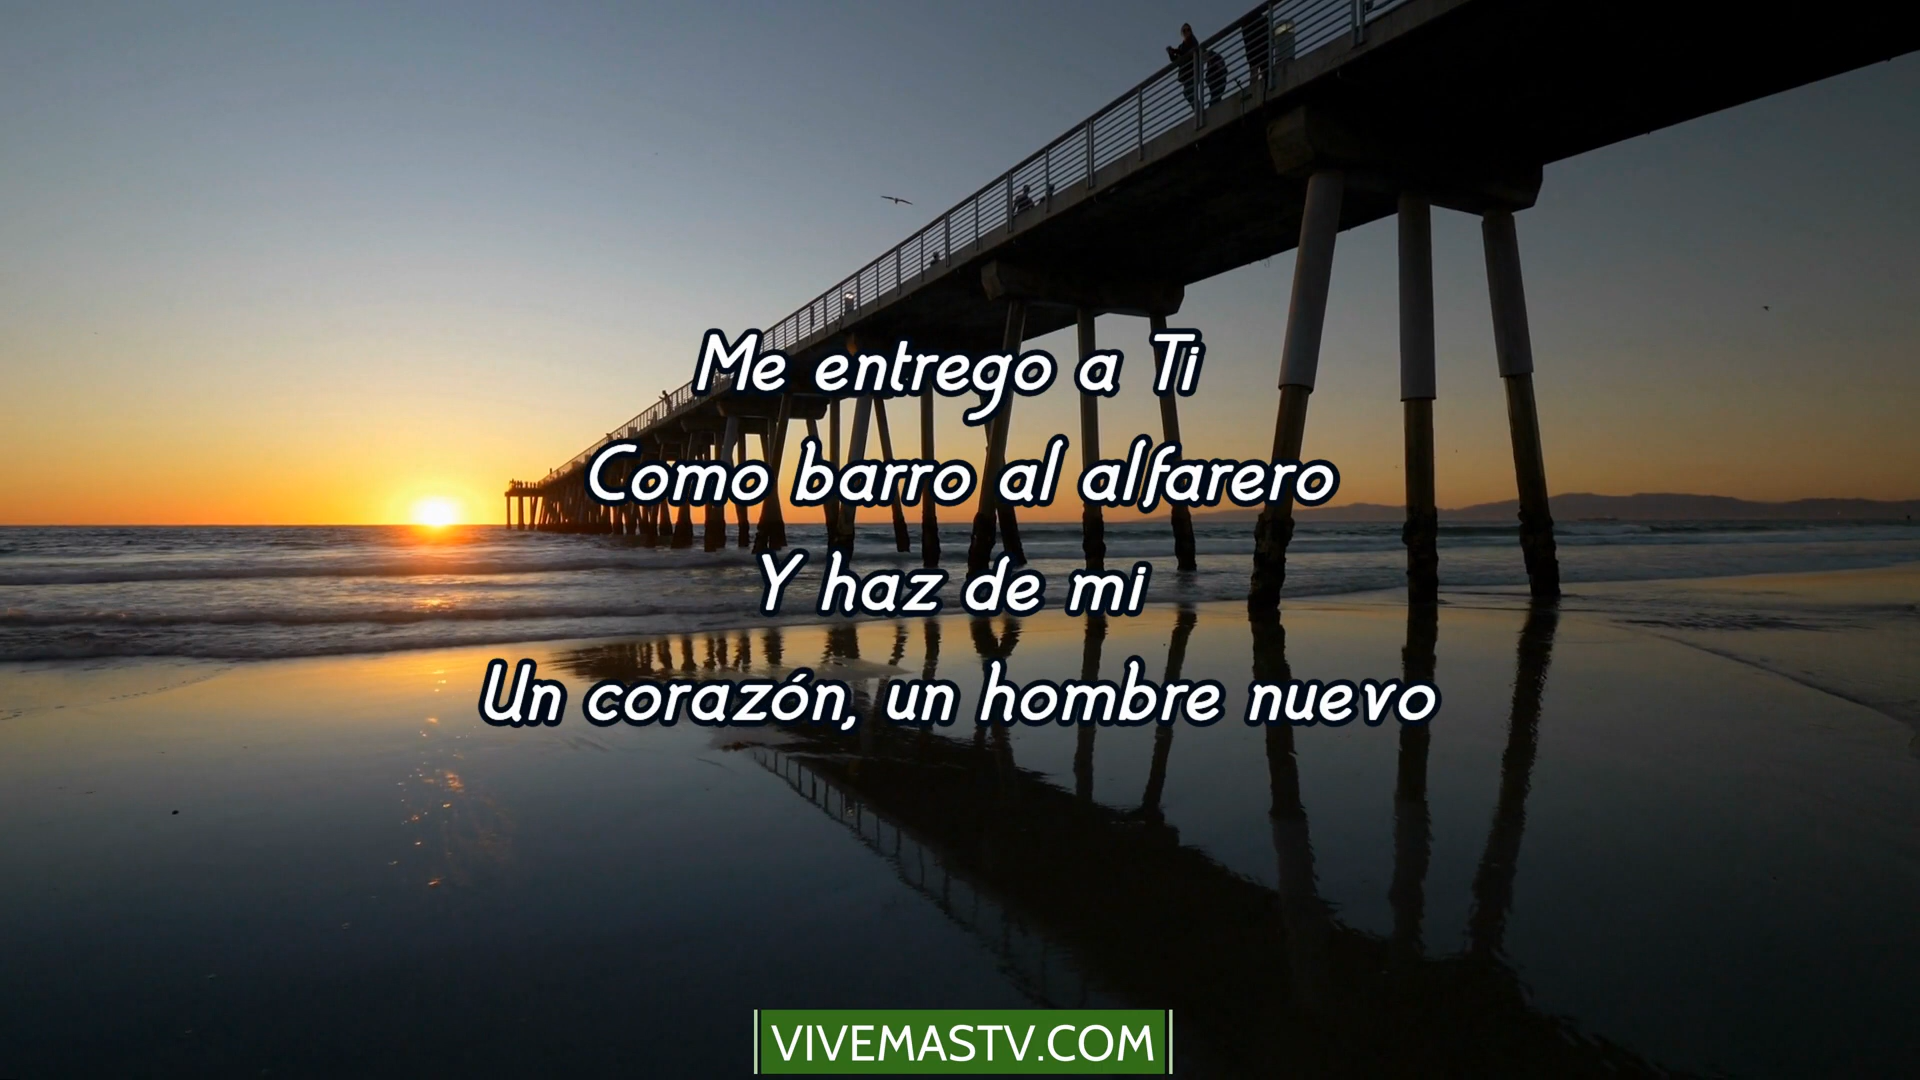 Me entrego a Ti
Como barro al alfarero
Y haz de mi
Un corazón, un hombre nuevo
VIVEMASTV.COM